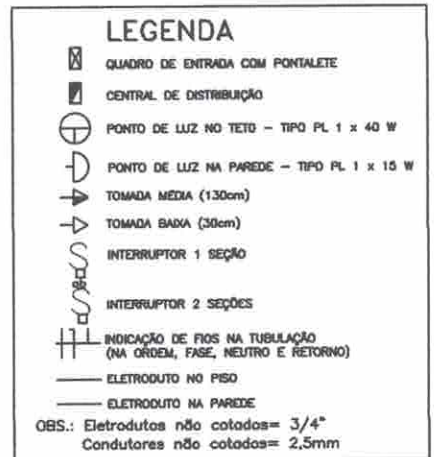 LEGENDA
QUADRO DE ENTRADA COM PONTALETE
CENTRAL DE DISTRIBUIÇÃO
PONTO DE LUZ NO TETO - TIPO PL 1 x 40 W
PONTO DE LUZ NA PAREDE - TIPO PL 1 x 15 W
TOMADA MÉDIA (130cm)
TOMADA BAIXA (30cm)
INTERRUPTOR 1 SEÇÃO
INTERRUPTOR 2 SEÇÕES
INDICAÇÃO DE FIOS NA TUBULAÇÃO
(NA ORDEM, FASE, NEUTRO E RETORNO)
ELETRODUTO NO PISO
ELETRODUTO NA PAREDE
OBS.: Eletrodutos não cotados= 3/4"
Condutores não cotados= 2,5mm